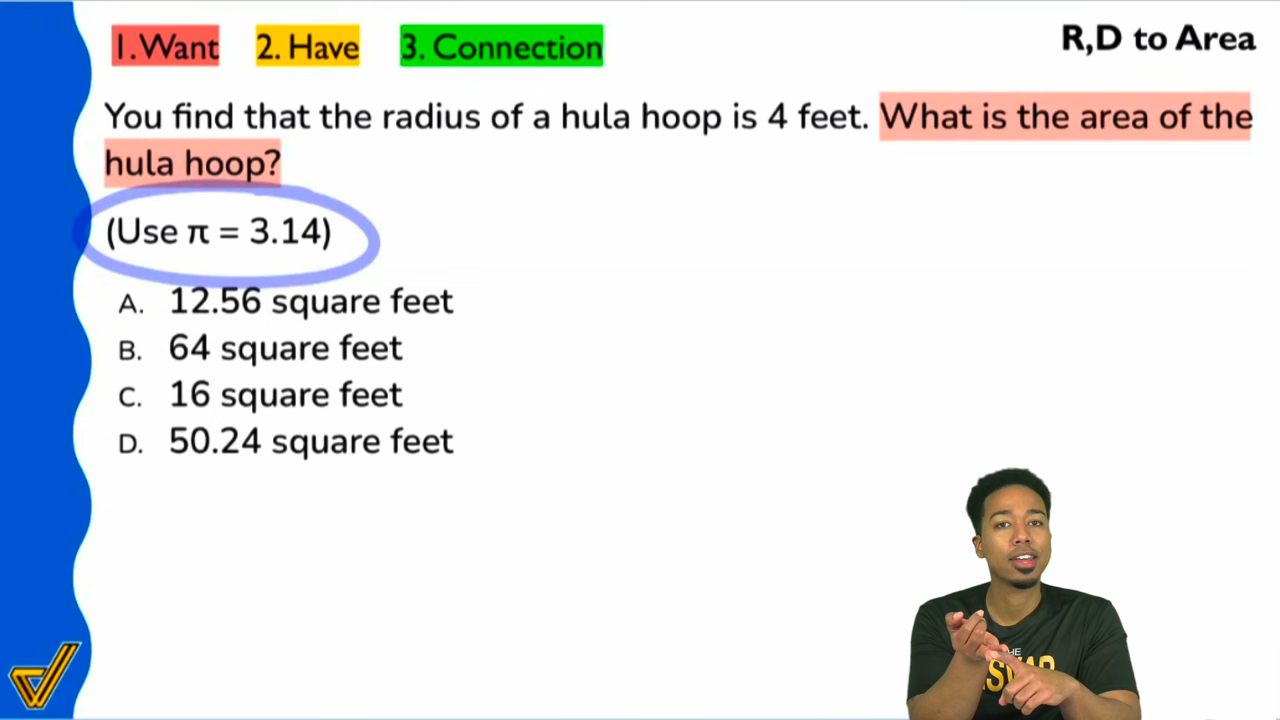 1. Want 2. Have 3. Connection
R,D to Area
You find that the radius of a hula hoop is 4 feet. What is the area of the
hula hoop?
(Use π = 3.14)
A. 12.56 square feet
B. 64 square feet
C. 16 square feet
D. 50.24 square feet